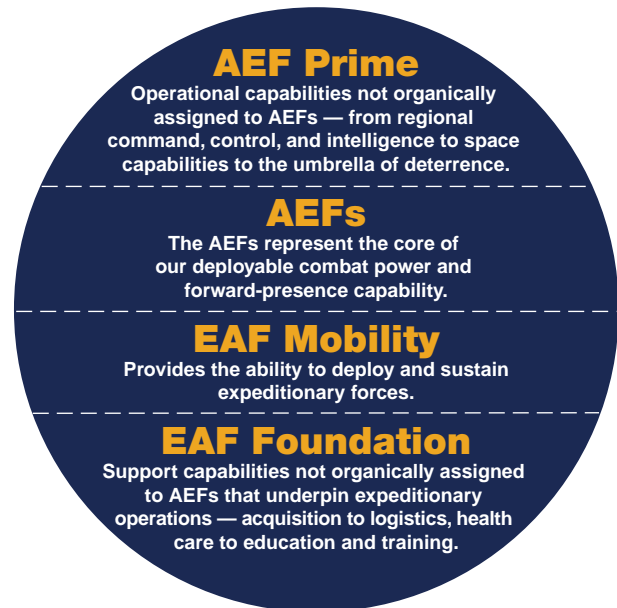 AEF Prime
Operational capabilities not organically
assigned to AEFs — from regional
command, control, and intelligence to space
capabilities to the umbrella of deterrence.
AEFs
The AEFs represent the core of
our deployable combat power and
forward-presence capability.
EAF Mobility
Provides the ability to deploy and sustain
expeditionary forces.
EAF Foundation
Support capabilities not organically assigned
to AEFs that underpin expeditionary
operations — acquisition to logistics, health
care to education and training.